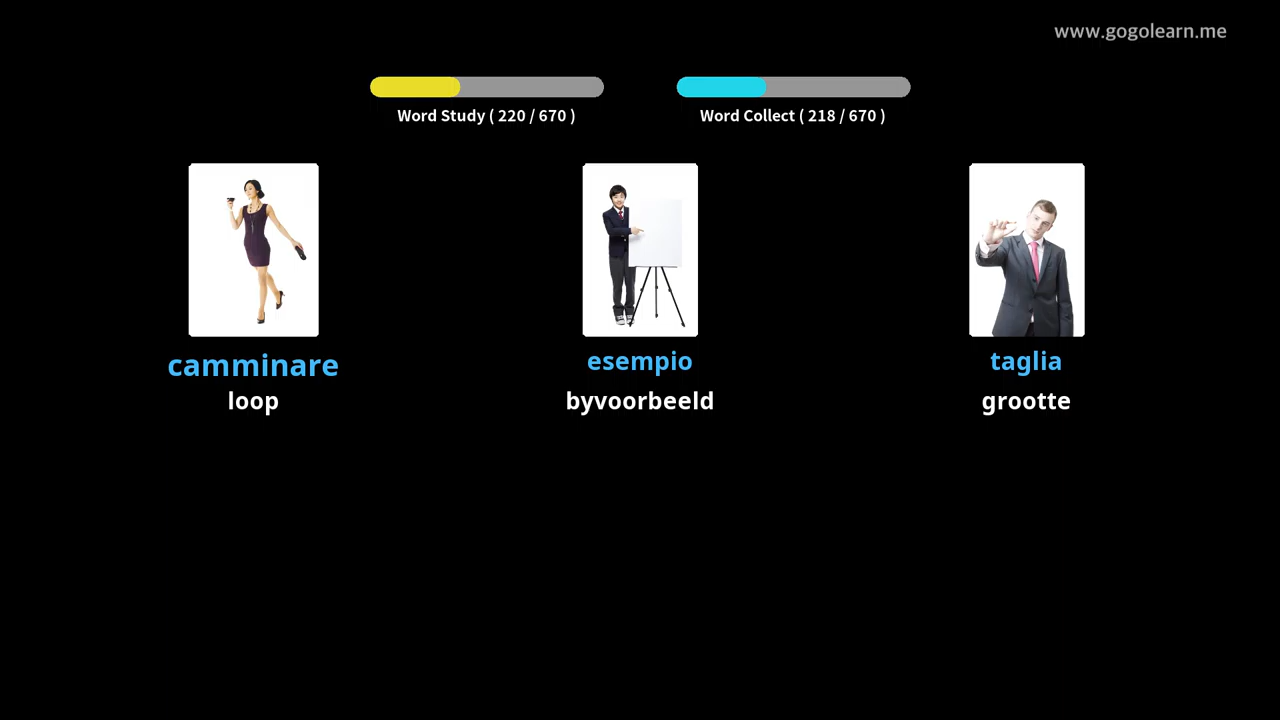 www.gogolearn.me
Word Study ( 220 / 670 )
Word Collect ( 218 / 670 )
camminare
loop
esempio
byvoorbeeld
taglia
grootte